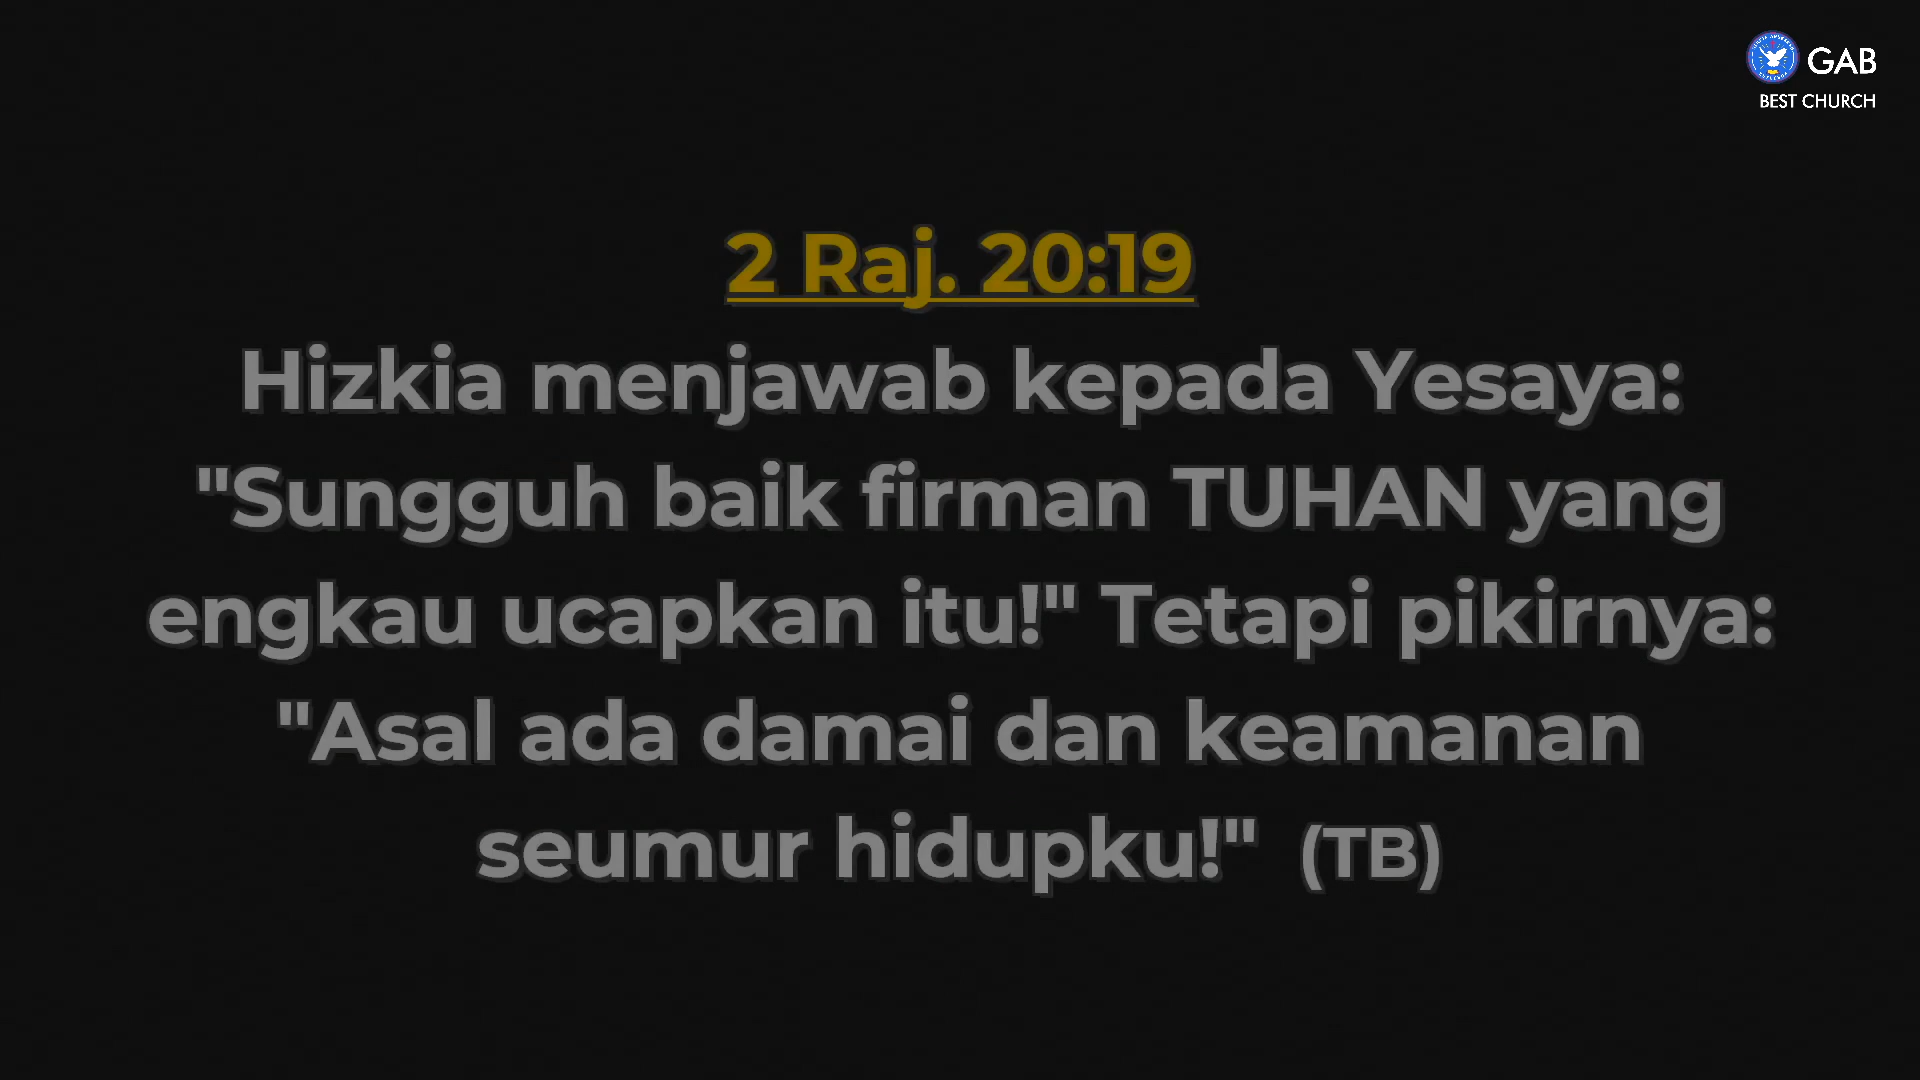 GAB
BEST CHURCH
2 Raj. 20:19
Hizkia menjawab kepada Yesaya:
"Sungguh baik firman TUHAN yang
engkau ucapkan itu!" Tetapi pikirnya:
"Asal ada damai dan keamanan
seumur hidupku!"  (TB)